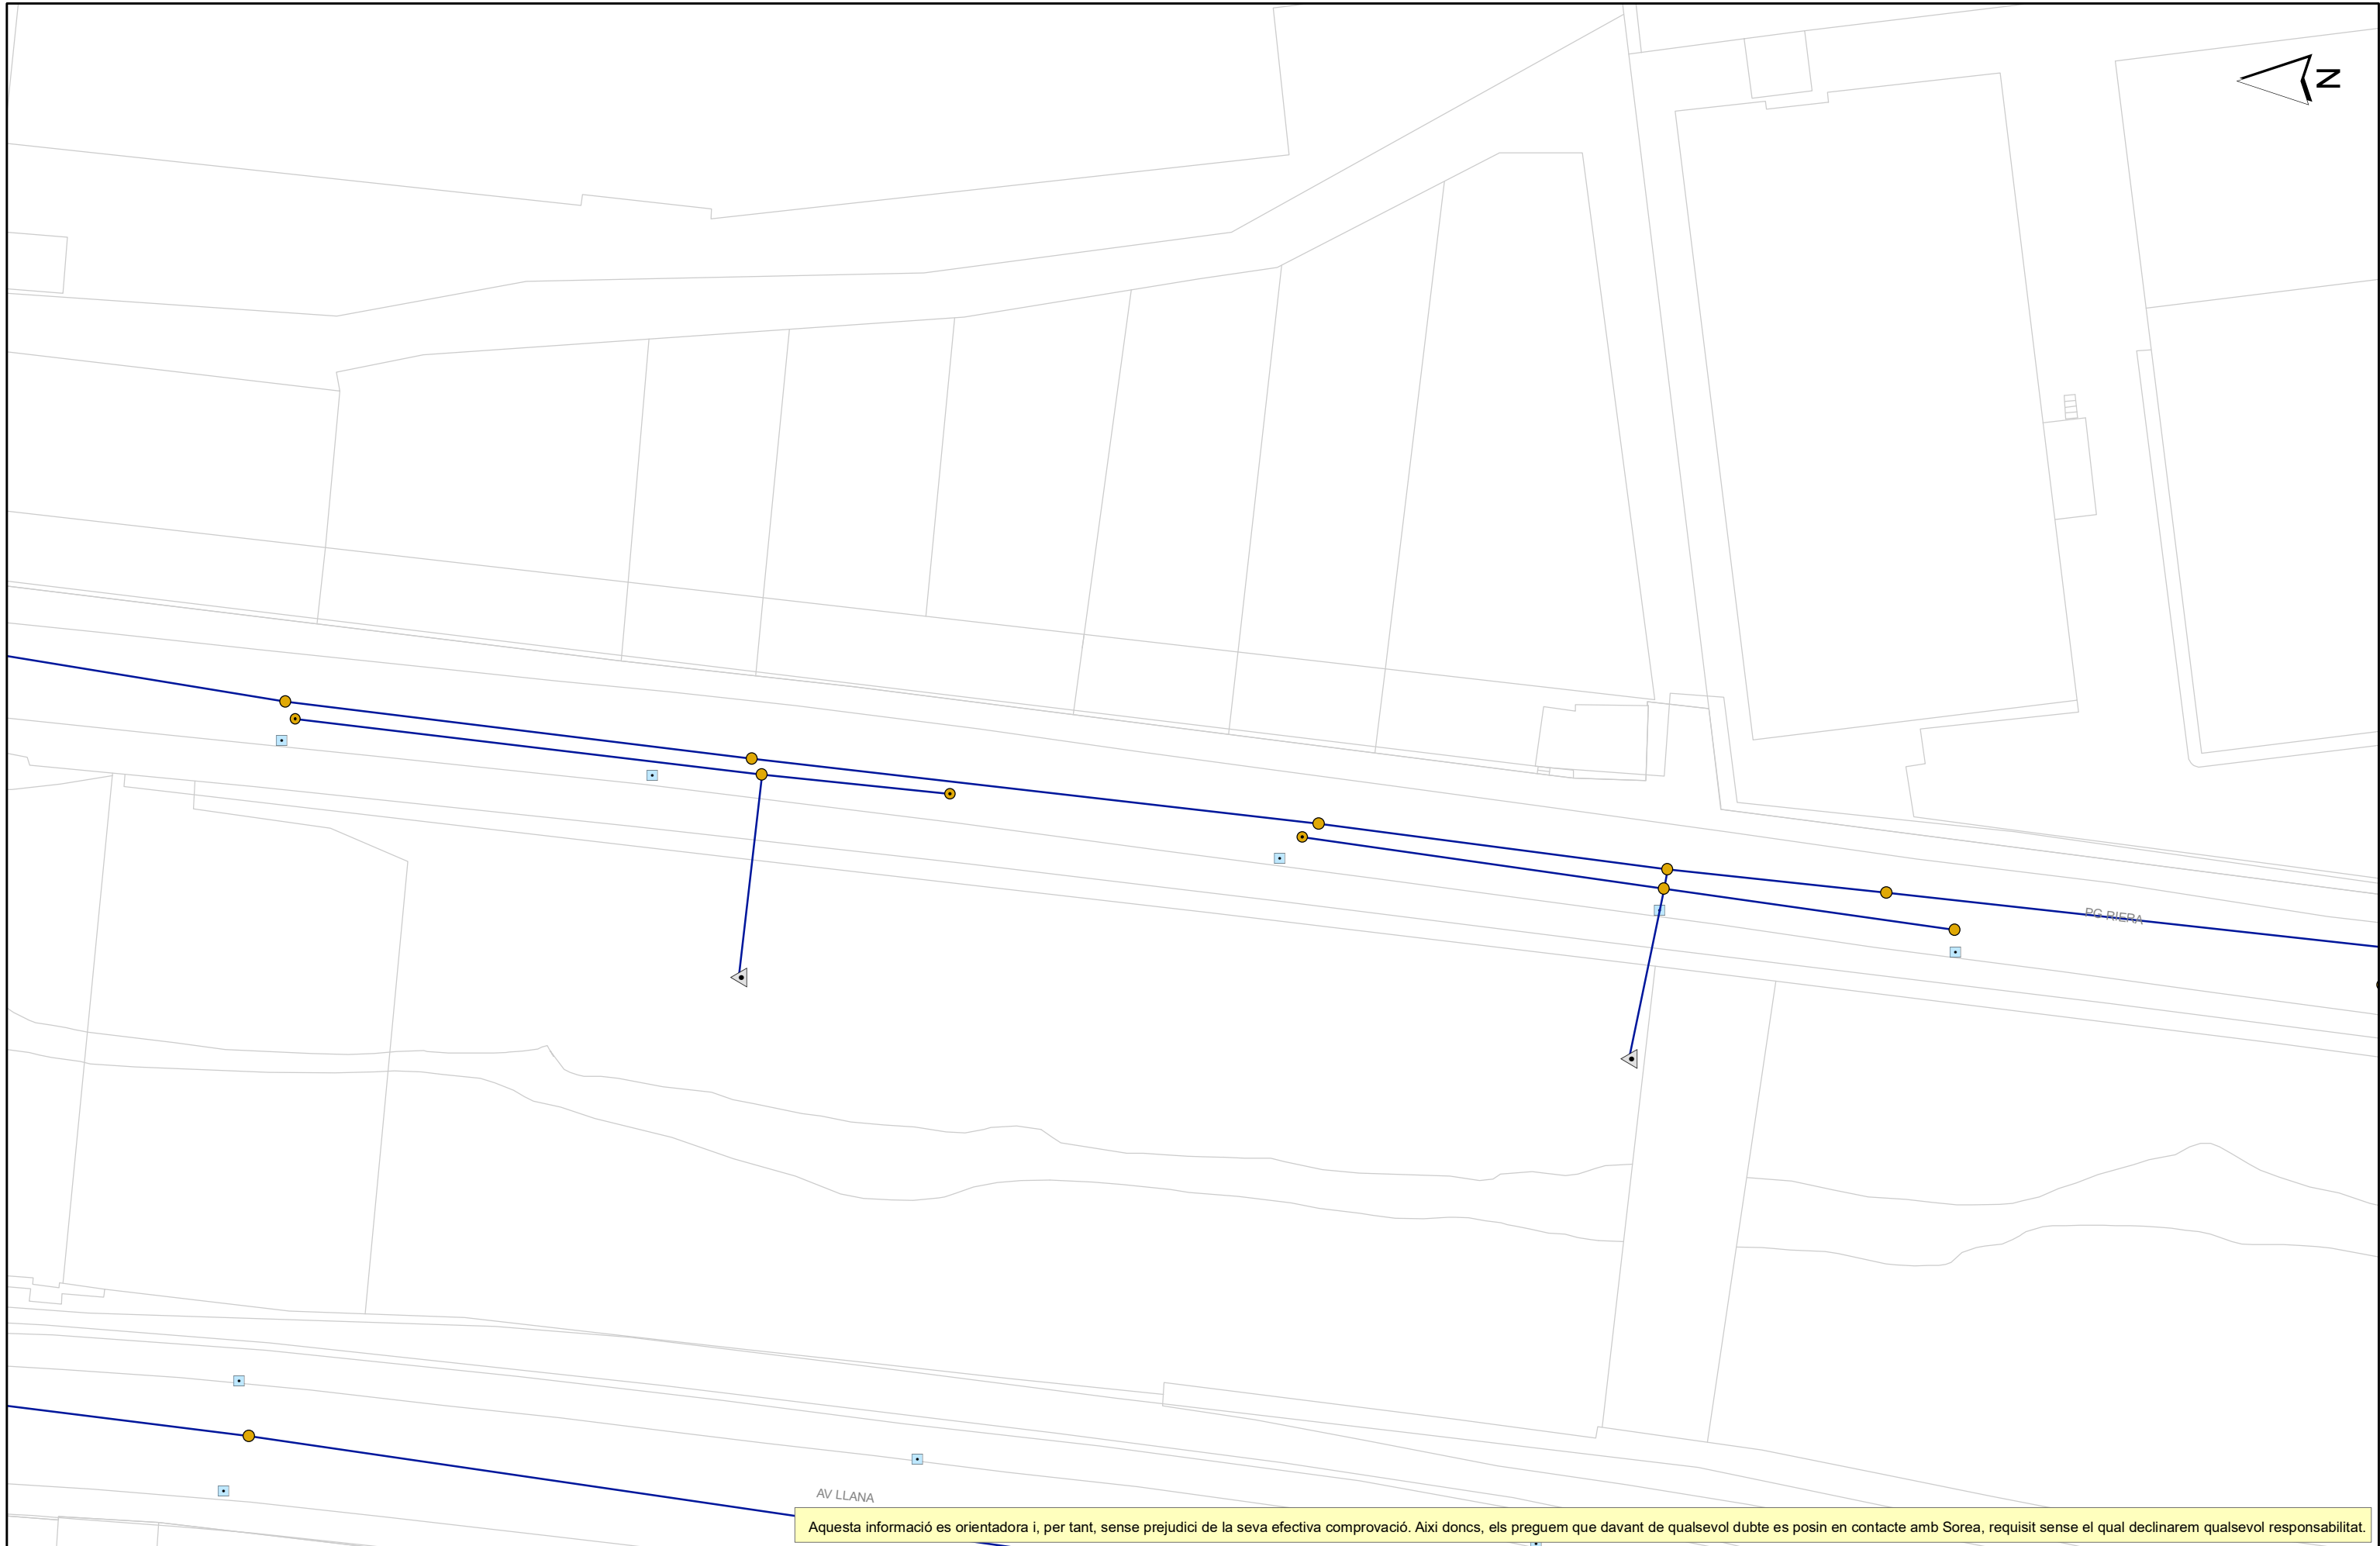 N
PG RIERA
AV LLANA
Aquesta informació es orientadora i, per tant, sense prejudici de la seva efectiva comprovació. Aixi doncs, els preguem que davant de qualsevol dubte es posin en contacte amb Sorea, requisit sense el qual declinarem qualsevol responsabilitat.